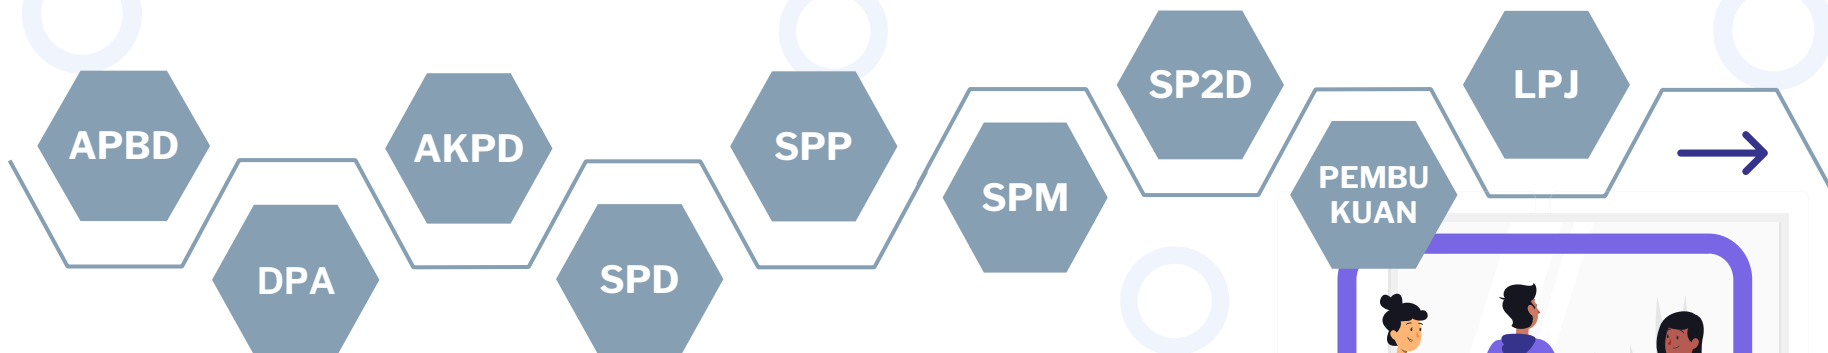 APBD
DPA
AKPD
SPD
SPP
SPM
SP2D
PEMBU
KUAN
LPJ